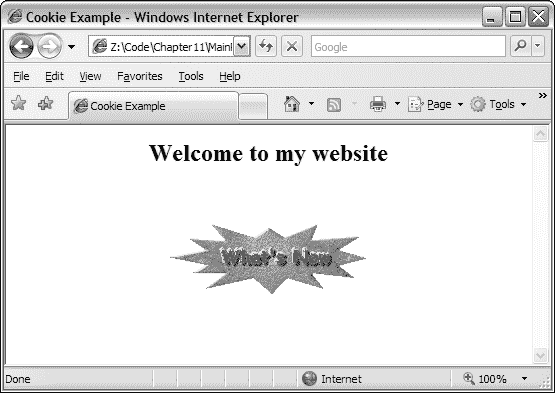 Cookie Example - Windows Internet Explorer
Z:\Code\Chapter11\Main
Google
File Edit View Favorites Tools Help
Cookie Example
Page Tools »
Welcome to my website
What's New
Done Internet 100%